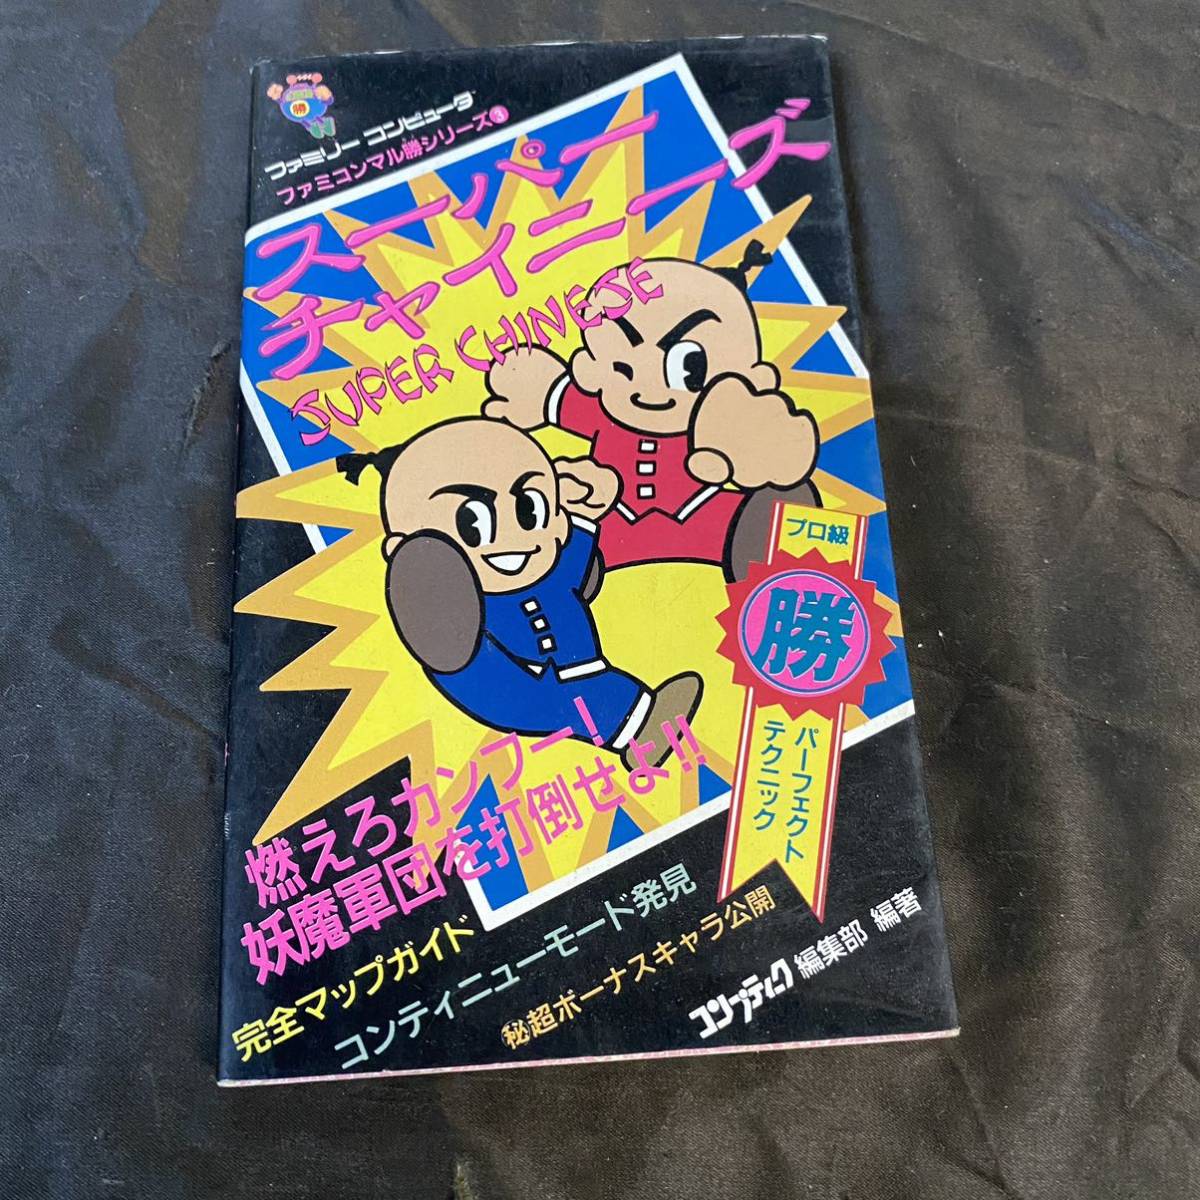 勝
ファミリー コンピュータ
ファミコンマル勝シリーズ③
スーパー
チャイニーズ
SUPER CHINESE
プロ級
勝
パーフェクト
テクニック
燃えろカンフー!
妖魔軍団を打倒せよ!!
完全マップガイド
コンティニューモード発見
㊙超ボーナスキャラ公開
コンプティーク 編集部 編著